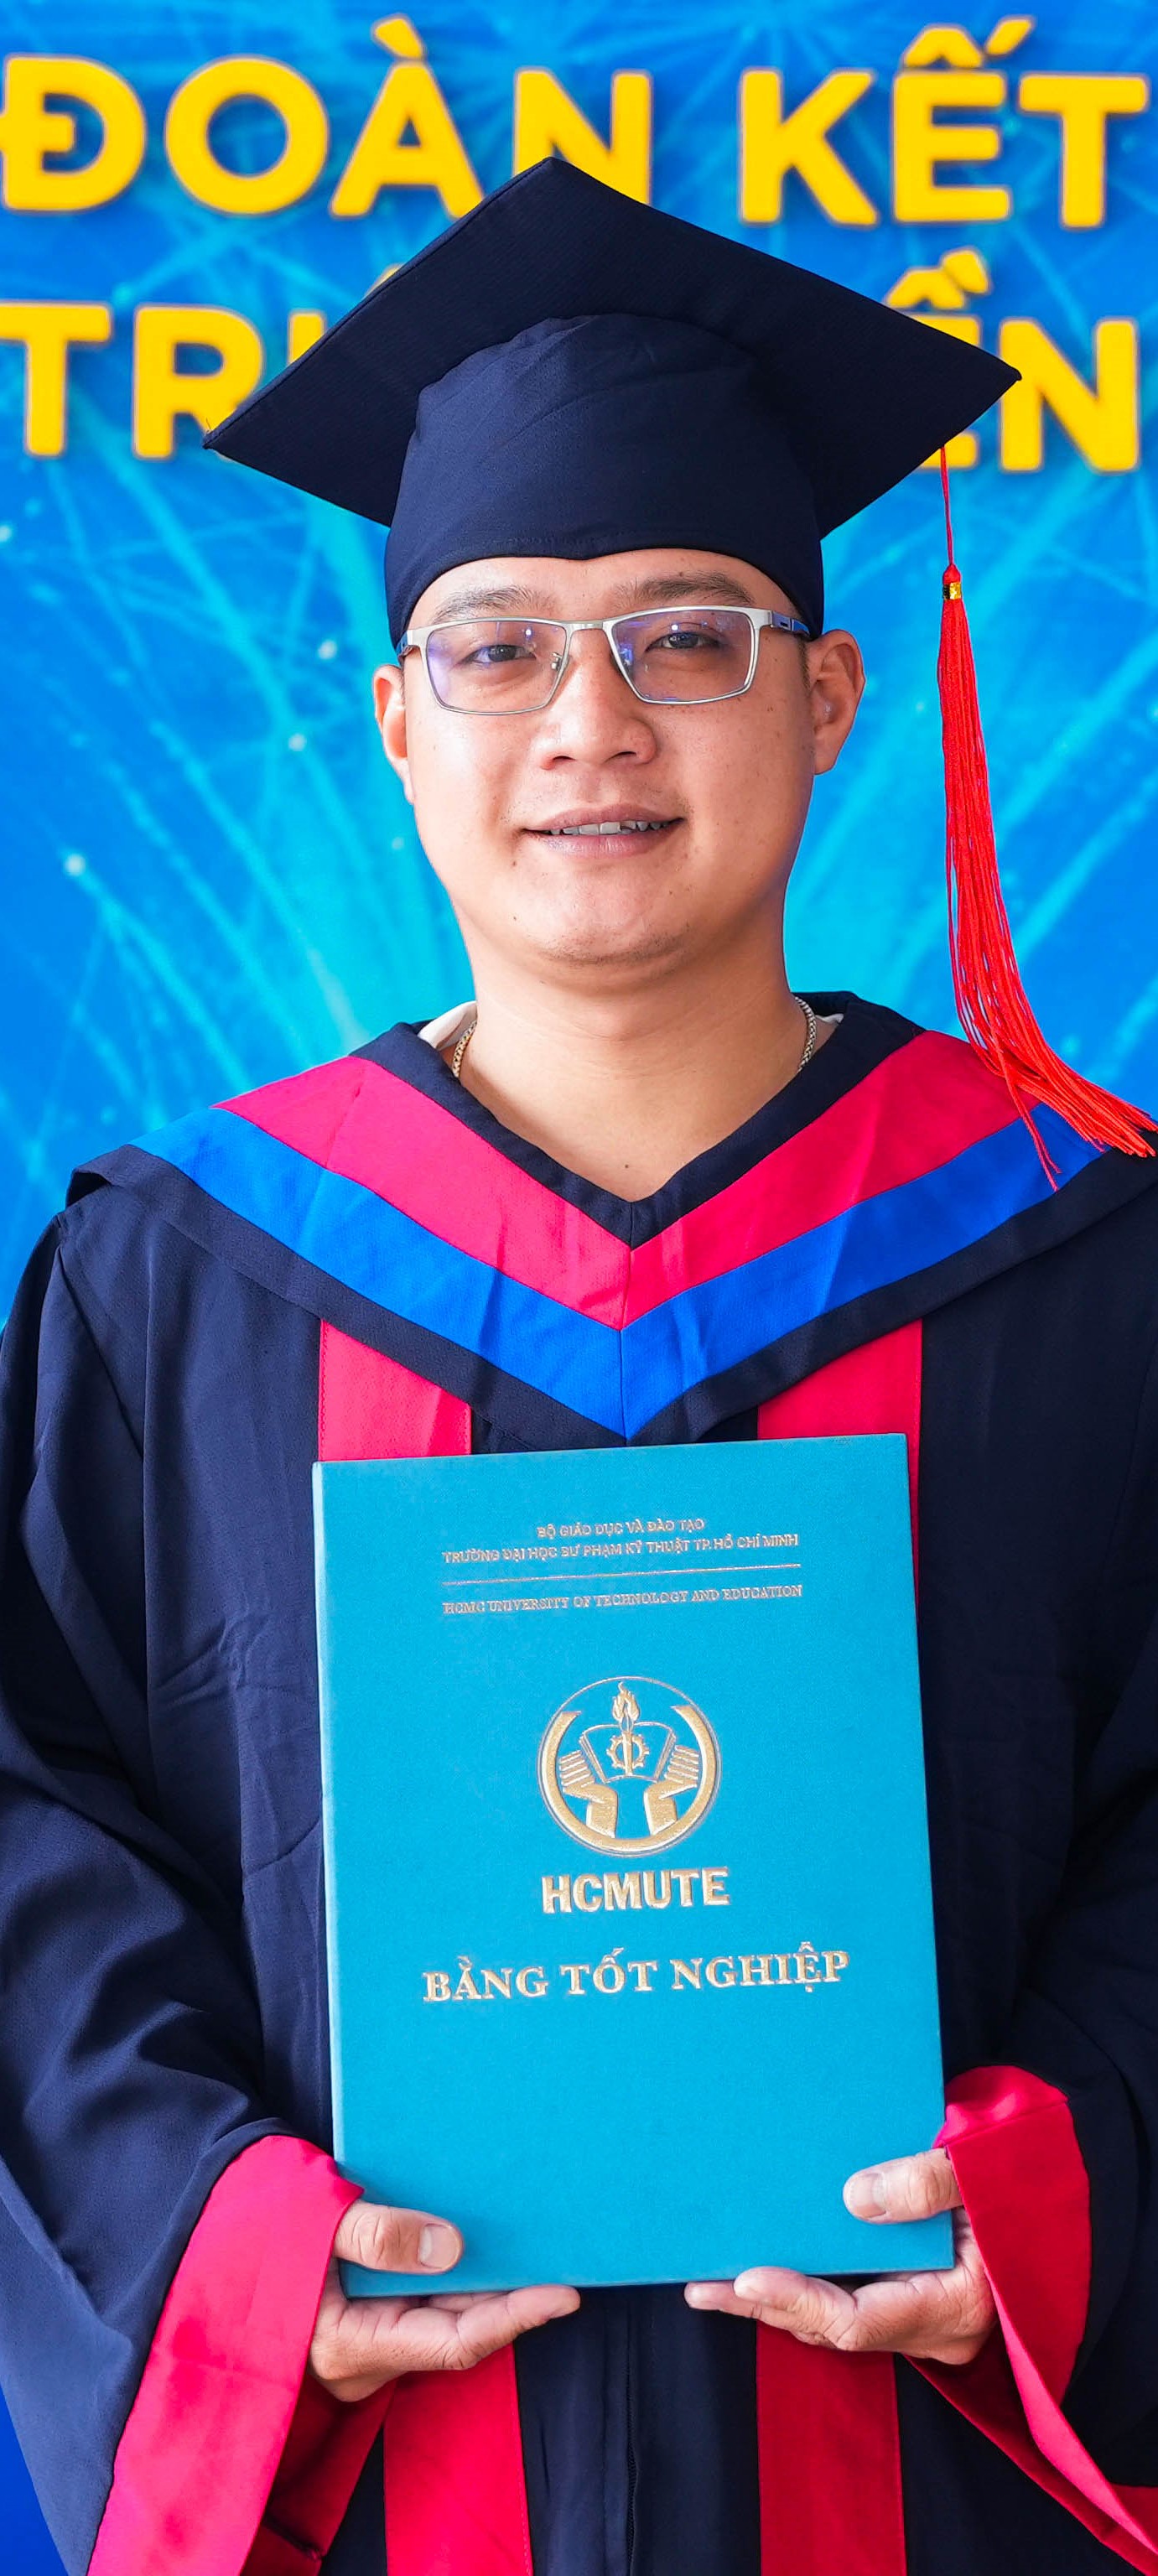 ĐOÀN KẾT
BỘ GIÁO DỤC VÀ ĐÀO TẠO
TRƯỜNG ĐẠI HỌC SƯ PHẠM KỸ THUẬT TP. HỒ CHÍ MINH
HCMC UNIVERSITY OF TECHNOLOGY AND EDUCATION
HCMUTE
BẰNG TỐT NGHIỆP